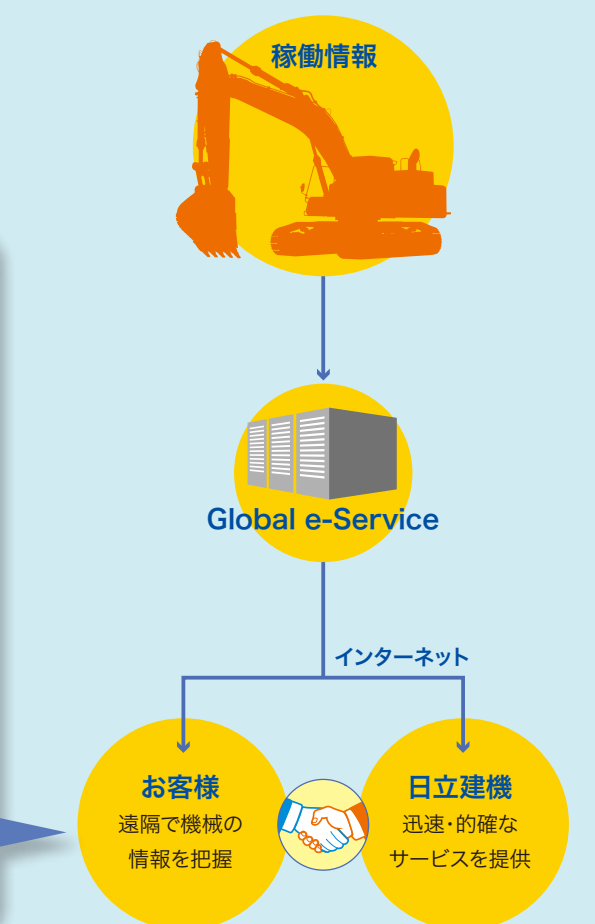 稼働情報
Global e-Service
インターネット
お客様
遠隔で機械の
情報を把握
日立建機
迅速・的確な
サービスを提供